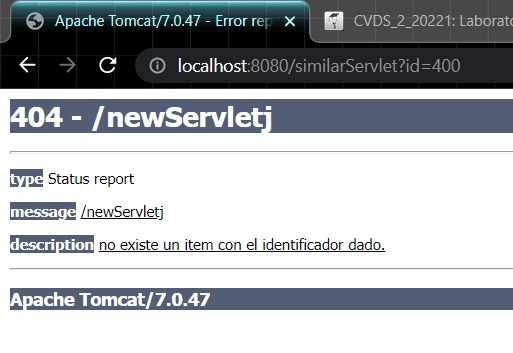 Apache Tomcat/7.0.47 - Error rep
CVDS_2_20221: Laborato
localhost:8080/similarServlet?id=400
404 - /newServletj
type Status report
message /newServletj
description no existe un item con el identificador dado.
Apache Tomcat/7.0.47